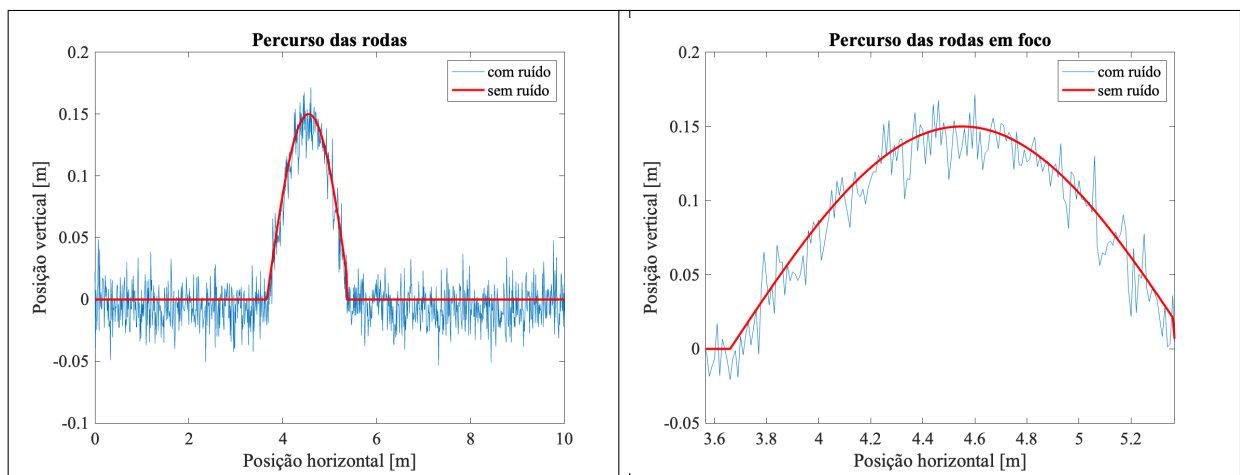 Percurso das rodas
0.2
0.15
0.1
0.05
0
-0.05
-0.1
Posição vertical [m]
com ruído
sem ruído
0 2 4 6 8 10
Posição horizontal [m]
Percurso das rodas em foco
0.2
0.15
0.1
0.05
0
-0.05
Posição vertical [m]
com ruído
sem ruído
3.6 3.8 4 4.2 4.4 4.6 4.8 5 5.2
Posição horizontal [m]